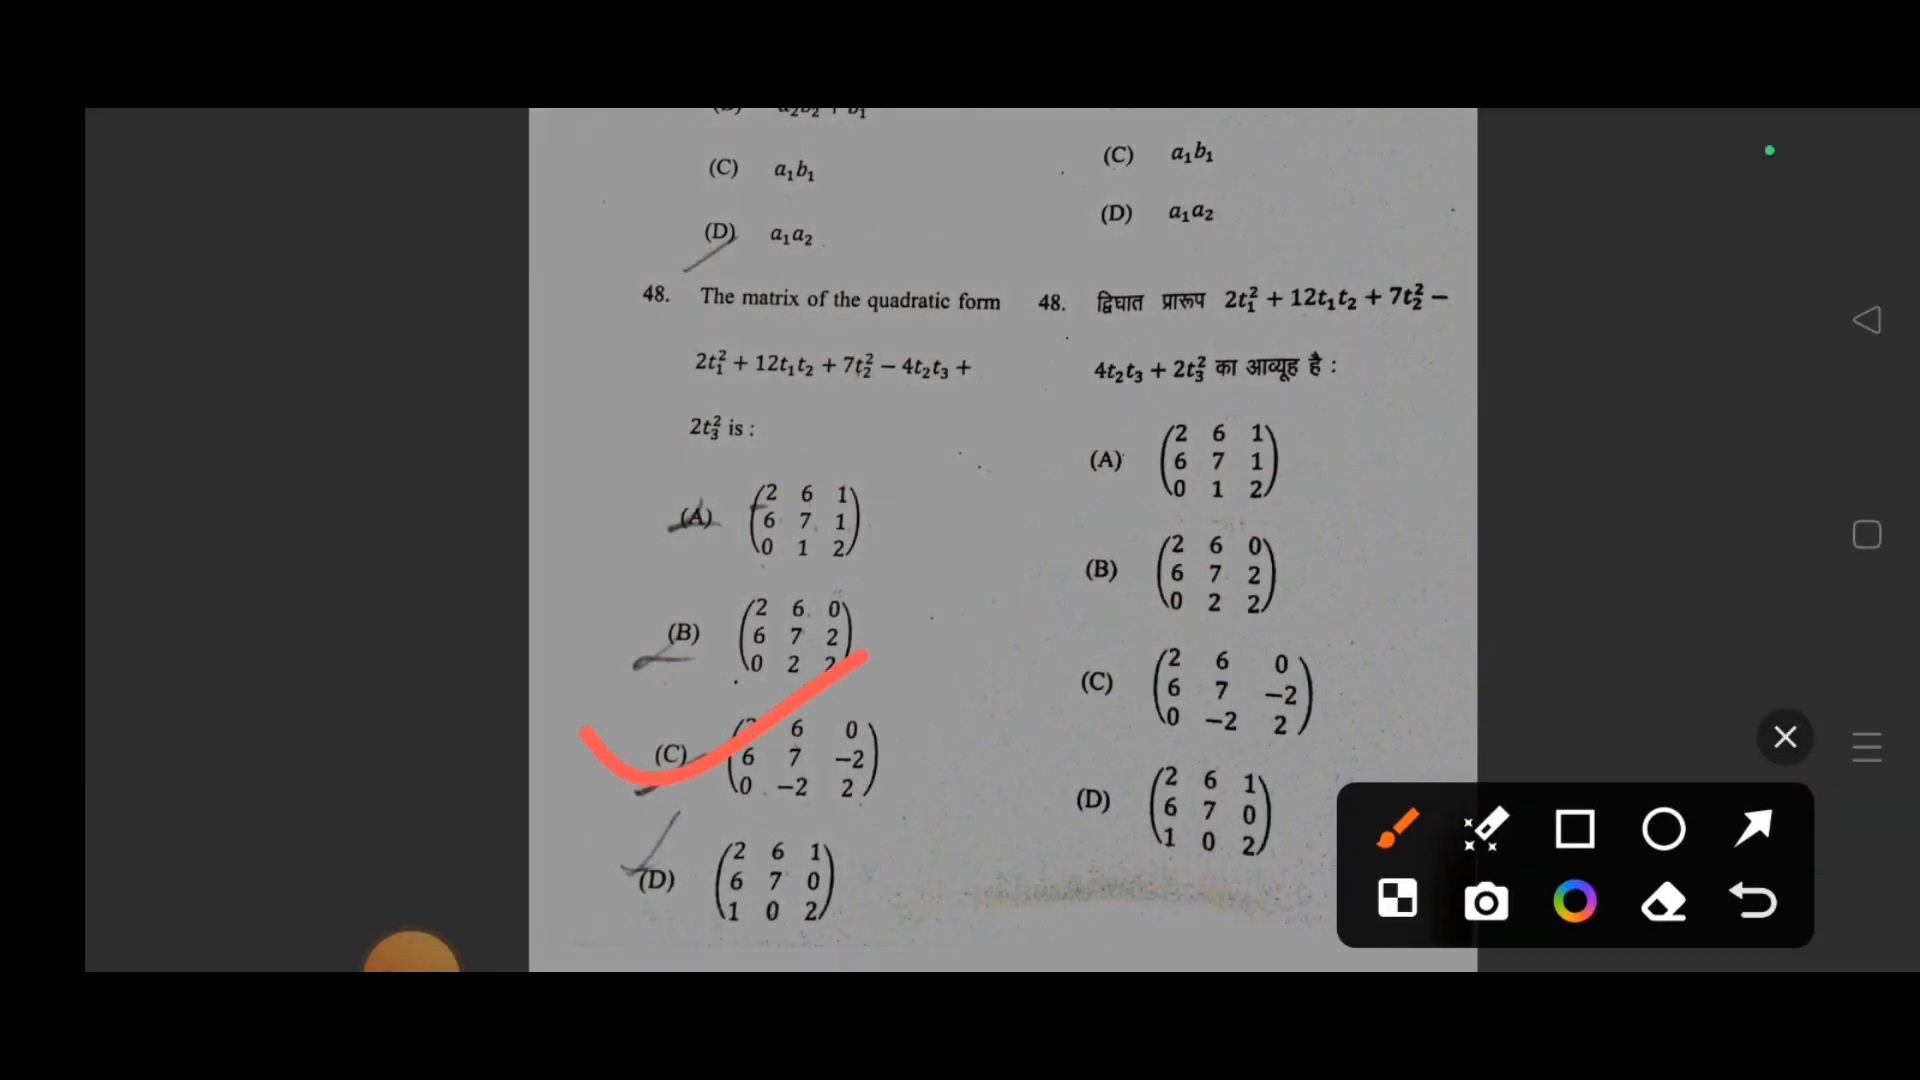 (C) a₁b₁
(D) a₁a₂
48. The matrix of the quadratic form
2t₁² + 12t₁t₂ + 7t₂² − 4t₂t₃ +
2t₃² is :
(A) (2 6 1
6 7 1
0 1 2)
(B) (2 6 0
6 7 2
0 2 2)
(C) 6 0
6 7 −2
0 −2 2)
(D) (2 6 1
6 7 0
1 0 2)
(C) a₁b₁
(D) a₁a₂
48. द्विघात प्रारूप 2t₁² + 12t₁t₂ + 7t₂² −
4t₂t₃ + 2t₃² का आव्यूह है :
(A) (2 6 1
6 7 1
0 1 2)
(B) (2 6 0
6 7 2
0 2 2)
(C) (2 6 0
6 7 −2
0 −2 2)
(D) (2 6 1
6 7 0
1 0 2)